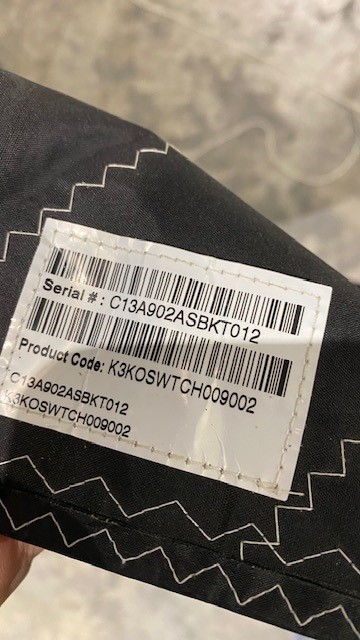 Serial #: C13A902ASBKT012
Product Code: K3KOSWTCH009002
C13A902ASBKT012
K3KOSWTCH009002